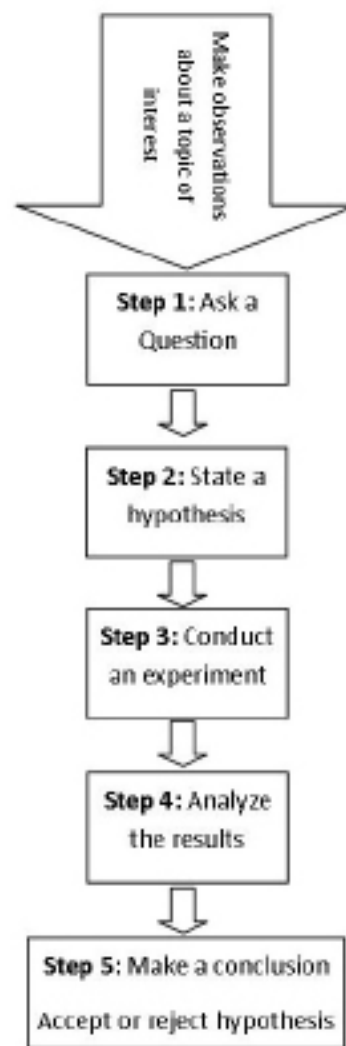 Make observations
about a topic of
interest
Step 1: Ask a
Question
Step 2: State a
hypothesis
Step 3: Conduct
an experiment
Step 4: Analyze
the results
Step 5: Make a conclusion
Accept or reject hypothesis